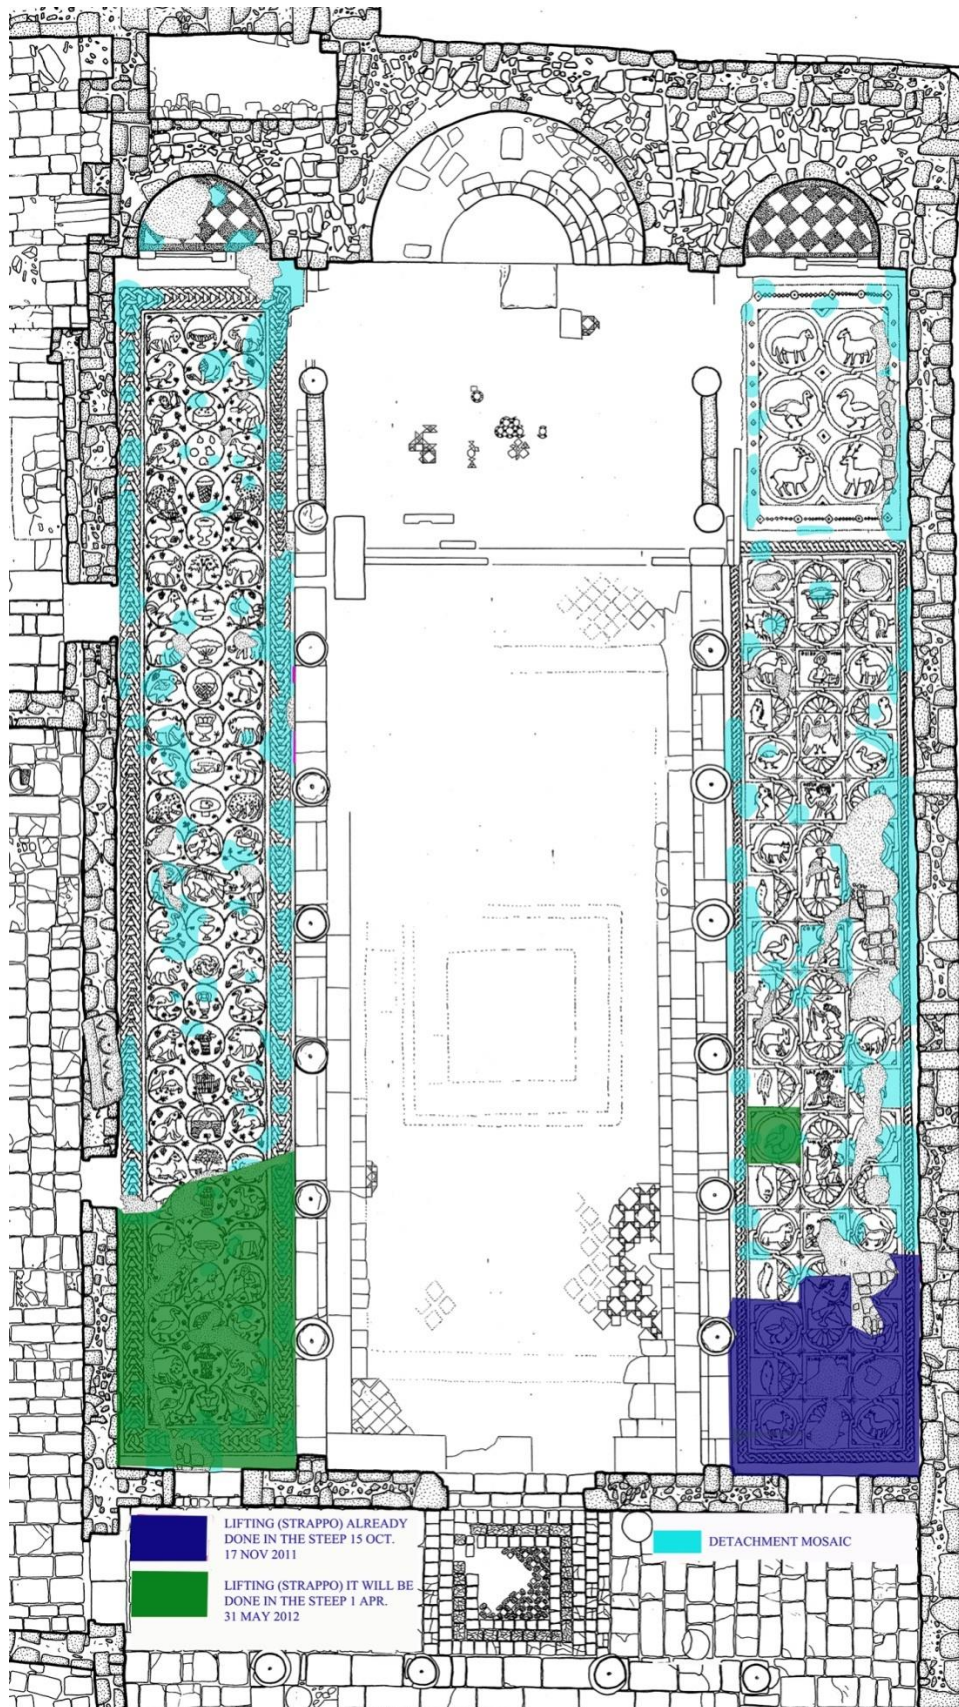 LIFTING (STRAPPO) ALREADY
DONE IN THE STEEP 15 OCT.
17 NOV 2011
LIFTING (STRAPPO) IT WILL BE
DONE IN THE STEEP 1 APR.
31 MAY 2012
DETACHMENT MOSAIC